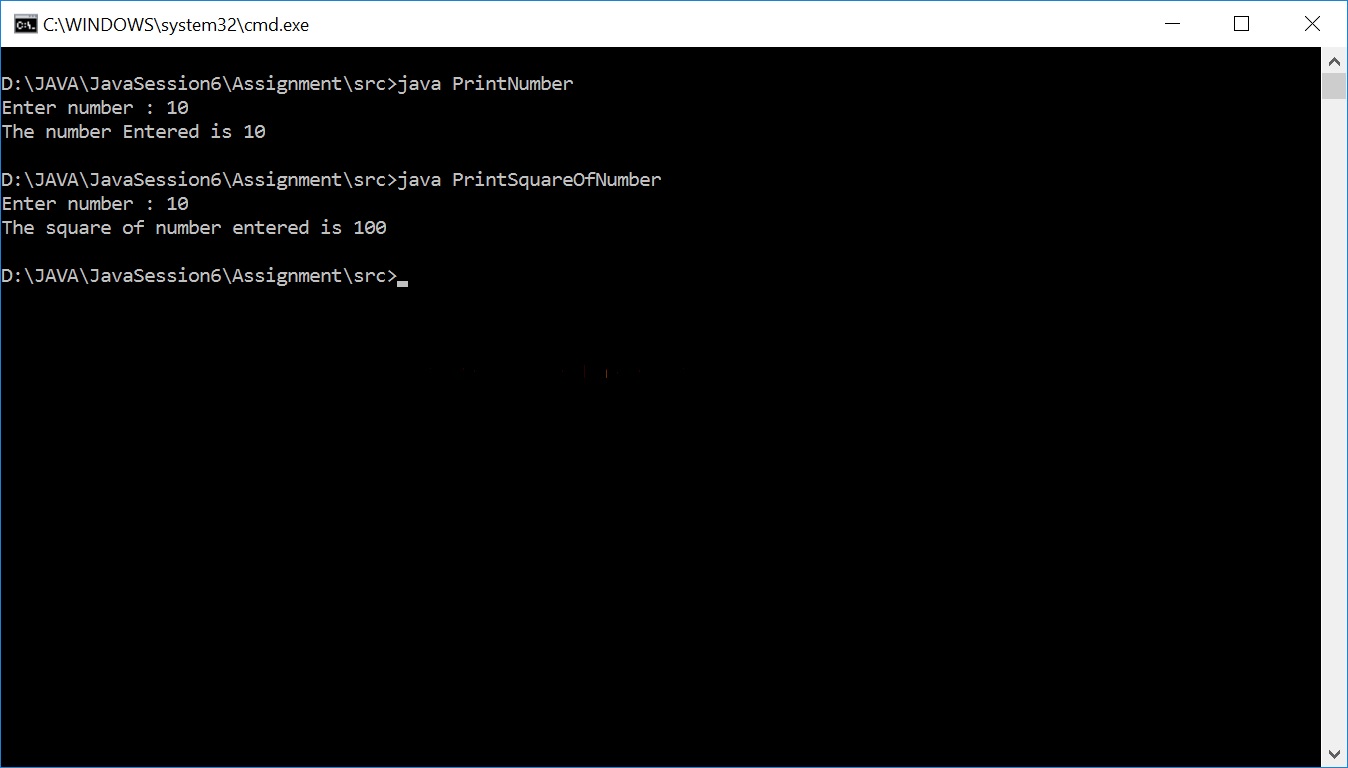 C:\WINDOWS\system32\cmd.exe
D:\JAVA\JavaSession6\Assignment\src>java PrintNumber
Enter number : 10
The number Entered is 10
D:\JAVA\JavaSession6\Assignment\src>java PrintSquareOfNumber
Enter number : 10
The square of number entered is 100
D:\JAVA\JavaSession6\Assignment\src>